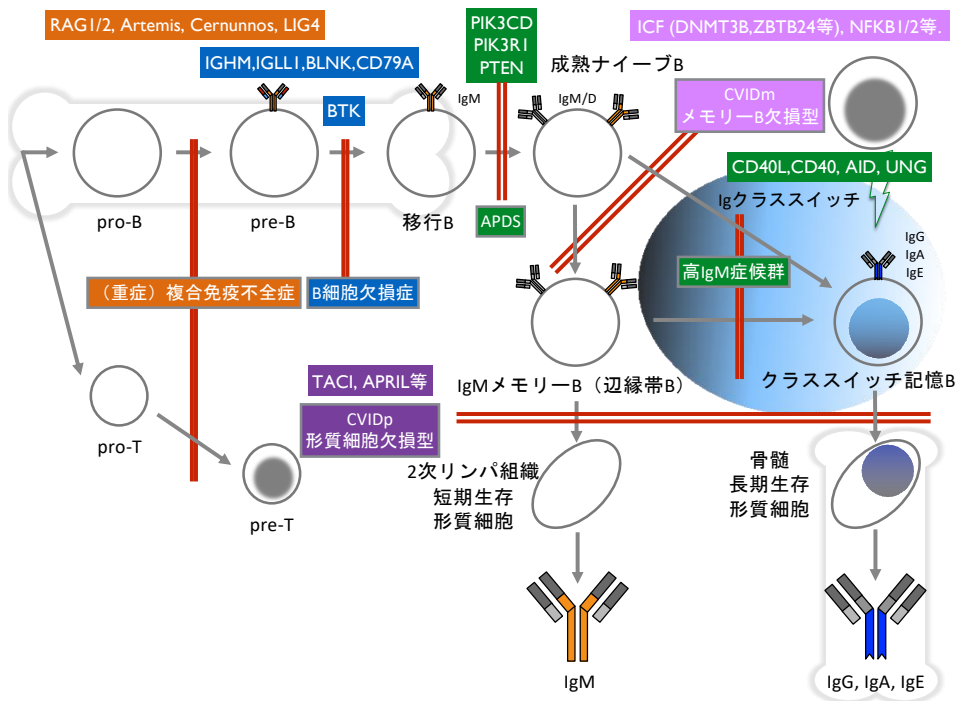 RAG1/2, Artemis, Cernunnos, LIG4
IGHM,IGLL1,BLNK,CD79A
BTK
PIK3CD
PIK3R1
PTEN
成熟ナイーブB
ICF (DNMT3B,ZBTB24等), NFKB1/2等.
CVIDm
メモリーB欠損型
IgM
IgM/D
CD40L,CD40, AID, UNG
Igクラススイッチ
pro-B
pre-B
移行B
APDS
IgG
IgA
IgE
（重症）複合免疫不全症
B細胞欠損症
高IgM症候群
TACI, APRIL等
IgMメモリーB（辺縁帯B）
クラススイッチ記憶B
CVIDp
形質細胞欠損型
pro-T
pre-T
2次リンパ組織
短期生存
形質細胞
骨髄
長期生存
形質細胞
IgM
IgG, IgA, IgE